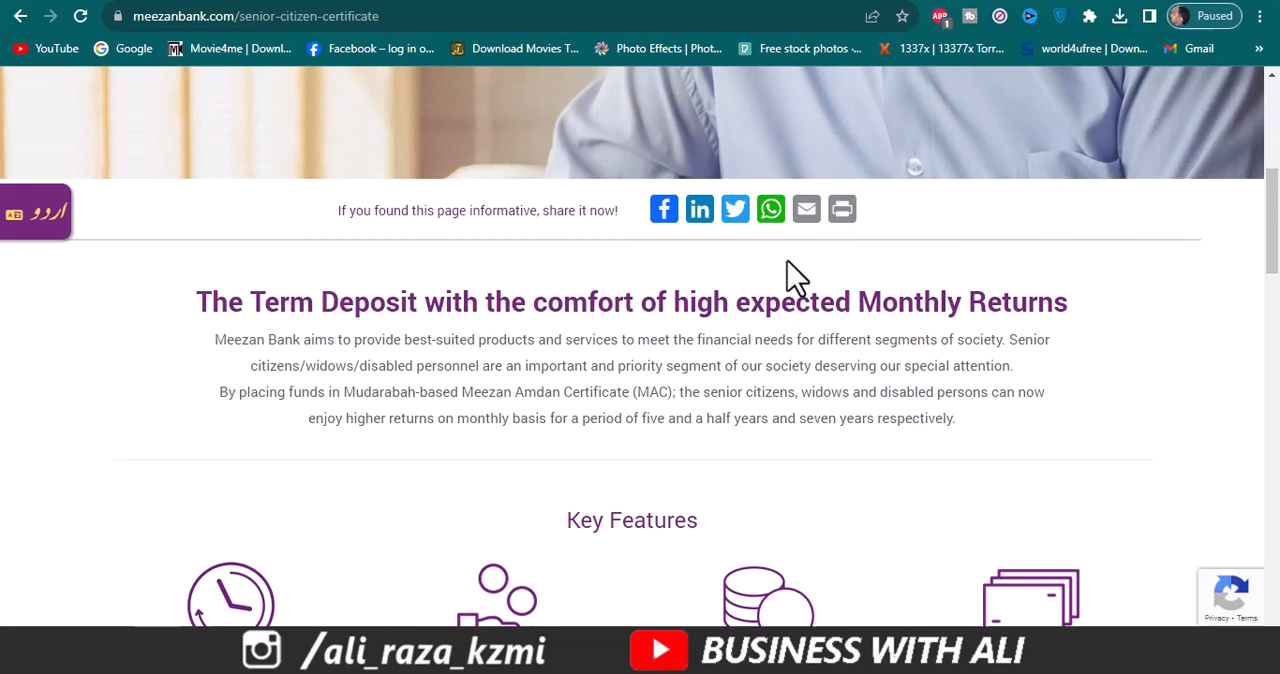 meezanbank.com/senior-citizen-certificate
ABP
1
tb
Paused
YouTube
Google
Movie4me | Downl...
Facebook – log in o...
Download Movies T...
Photo Effects | Phot...
Free stock photos ·...
1337x | 13377x Torr...
world4ufree | Down...
Gmail
»
اردو
If you found this page informative, share it now!
The Term Deposit with the comfort of high expected Monthly Returns
Meezan Bank aims to provide best-suited products and services to meet the financial needs for different segments of society. Senior
citizens/widows/disabled personnel are an important and priority segment of our society deserving our special attention.
By placing funds in Mudarabah-based Meezan Amdan Certificate (MAC); the senior citizens, widows and disabled persons can now
enjoy higher returns on monthly basis for a period of five and a half years and seven years respectively.
Key Features
Privacy - Terms
/ali_raza_kzmi
BUSINESS WITH ALI